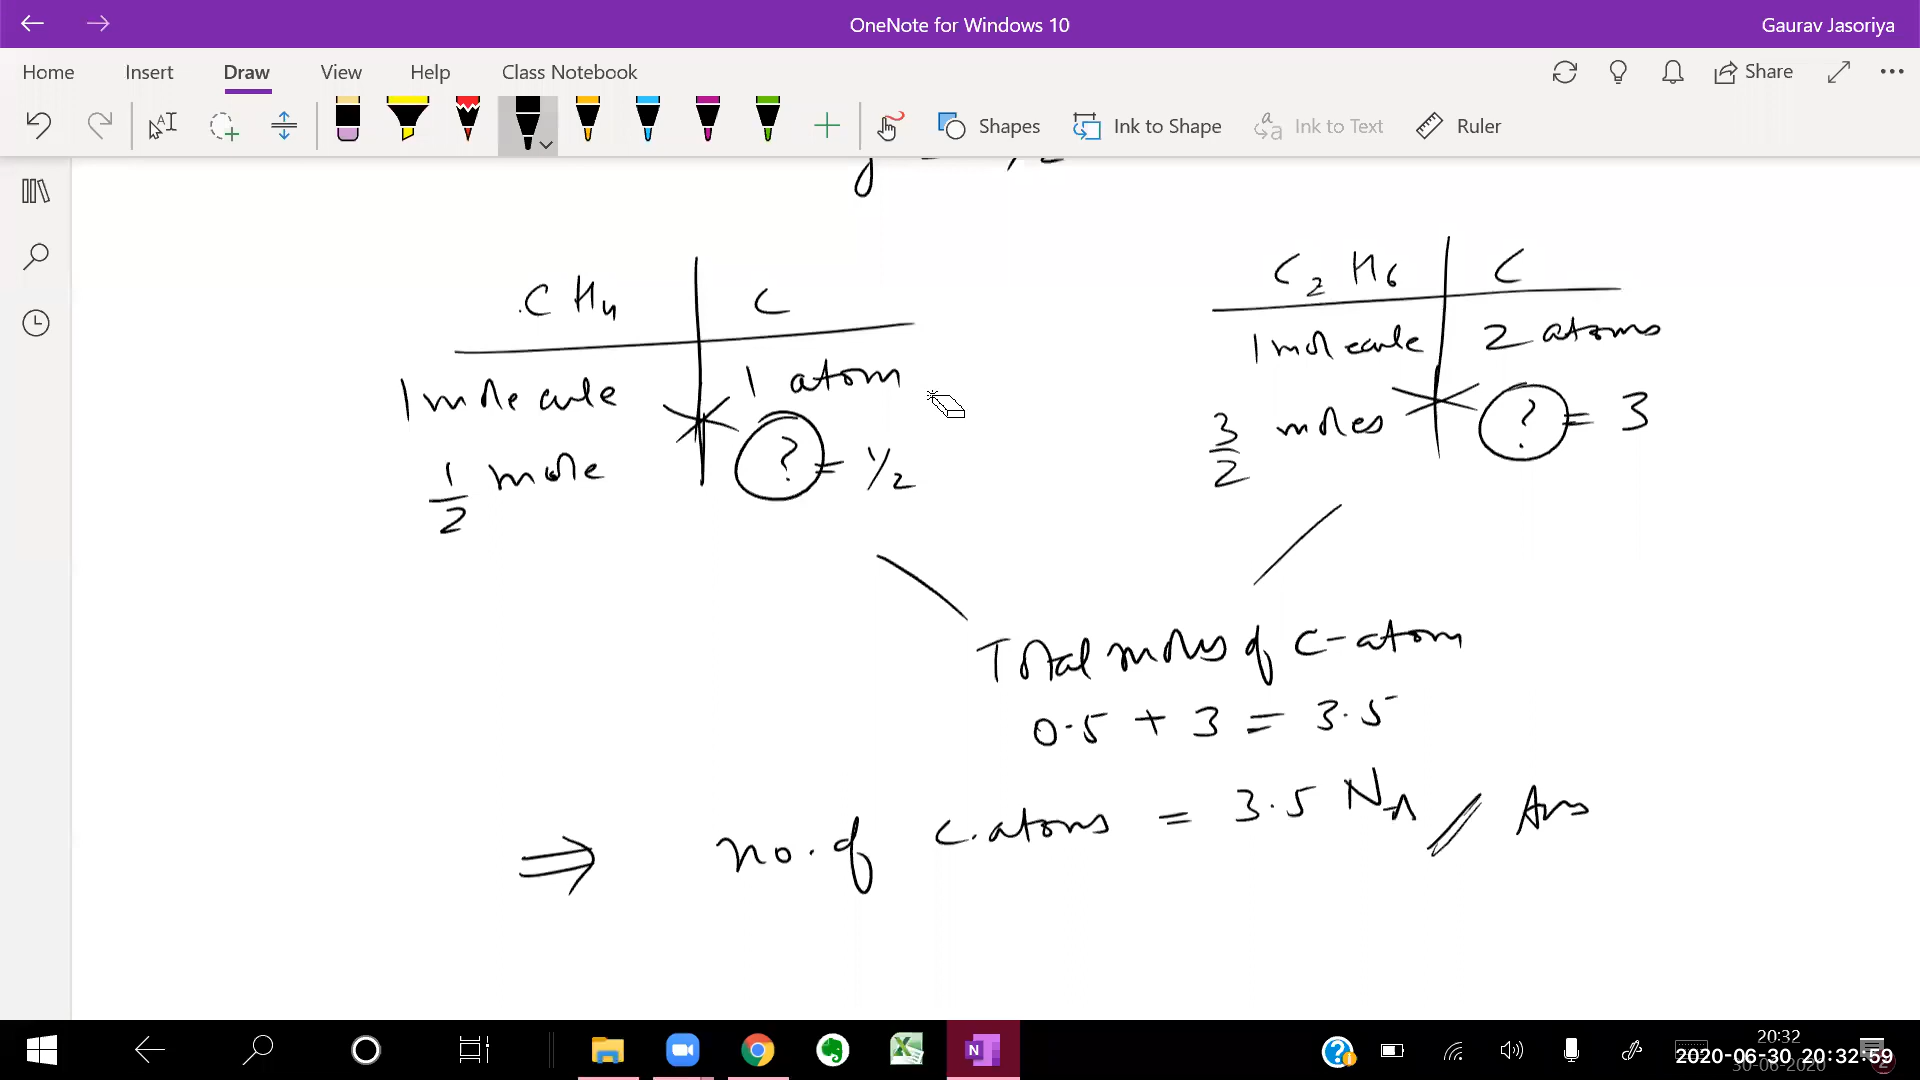 OneNote for Windows 10
Gaurav Jasoriya
Home Insert Draw View Help Class Notebook
Share
Shapes Ink to Shape Ink to Text Ruler
CH4 | C
1 molecule 1 atom
1/2 mole ? = 1/2
C2H6 | C
1 molecule 2 atoms
3/2 moles ? = 3
Total moles of C-atom
0.5 + 3 = 3.5
⇒ no. of C-atoms = 3.5 NA // Ans
20:32
2020-06-30 20:32:59
30-06-2020